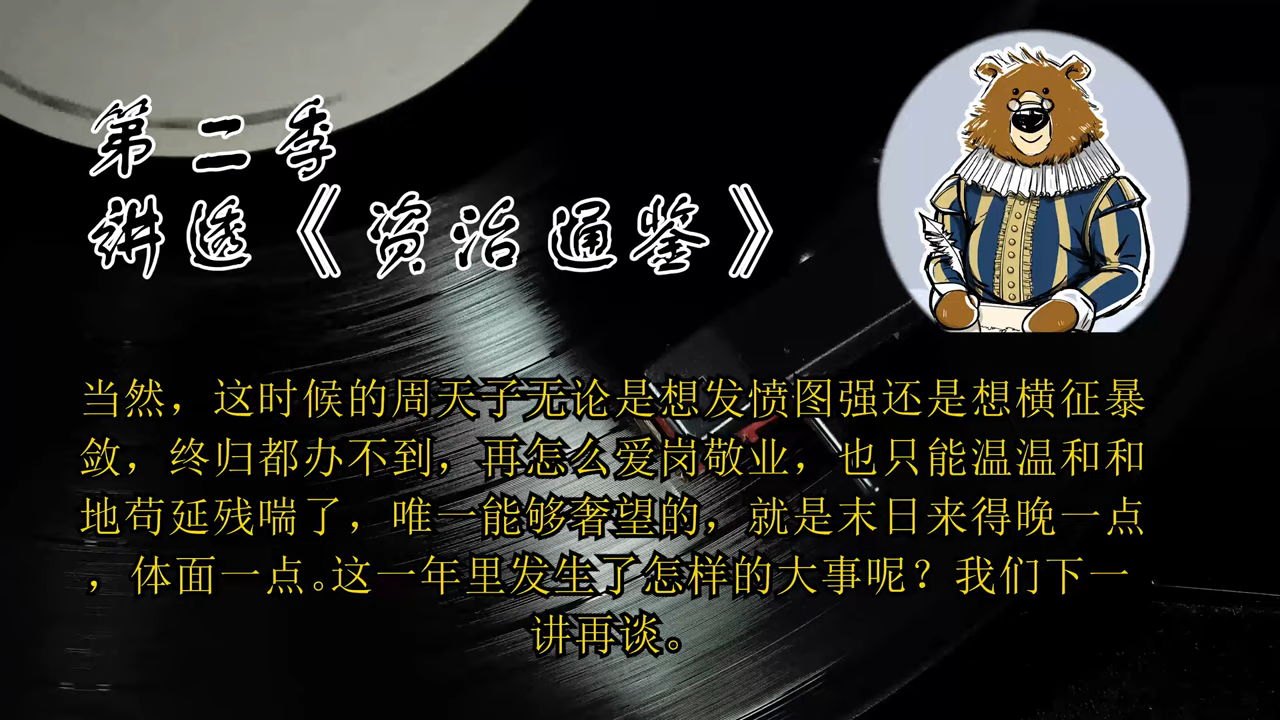 第二季
讲透《资治通鉴》
当然，这时候的周天子无论是想发愤图强还是想横征暴
敛，终归都办不到，再怎么爱岗敬业，也只能温温和和
地苟延残喘了，唯一能够奢望的，就是末日来得晚一点
，体面一点。这一年里发生了怎样的大事呢？我们下一
讲再谈。